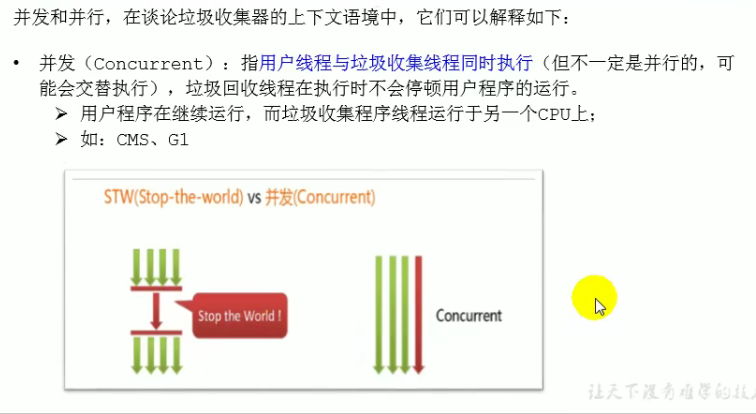 并发和并行，在谈论垃圾收集器的上下文语境中，它们可以解释如下：
• 并发（Concurrent）：指用户线程与垃圾收集线程同时执行（但不一定是并行的，可
能会交替执行），垃圾回收线程在执行时不会停顿用户程序的运行。
➢ 用户程序在继续运行，而垃圾收集程序线程运行于另一个CPU上；
➢ 如：CMS、G1
STW(Stop-the-world) vs 并发(Concurrent)
Stop the World！
Concurrent
让天下没有难学的技